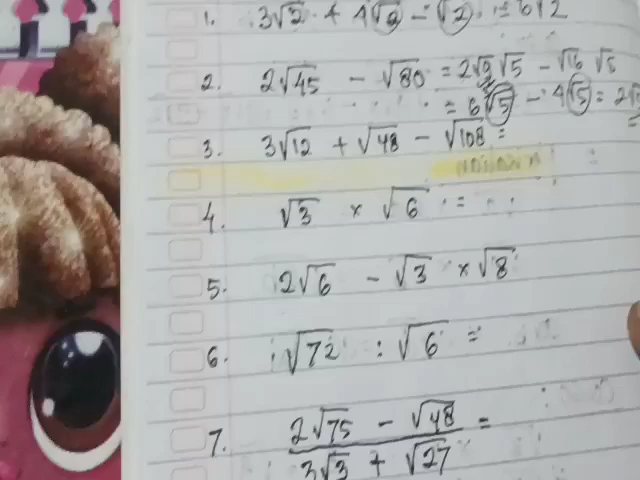 1. 3√2 + 4√2 - √2 = 6√2
2. 2√45 - √80 = 2√9 √5 - √16 √5
= 6√5 - 4√5 = 2√5
3. 3√12 + √48 - √108 =
4. √3 × √6 =
5. 2√6 - √3 × √8
6. √72 : √6 =
7. 2√75 - √48 =
3√3 + √27